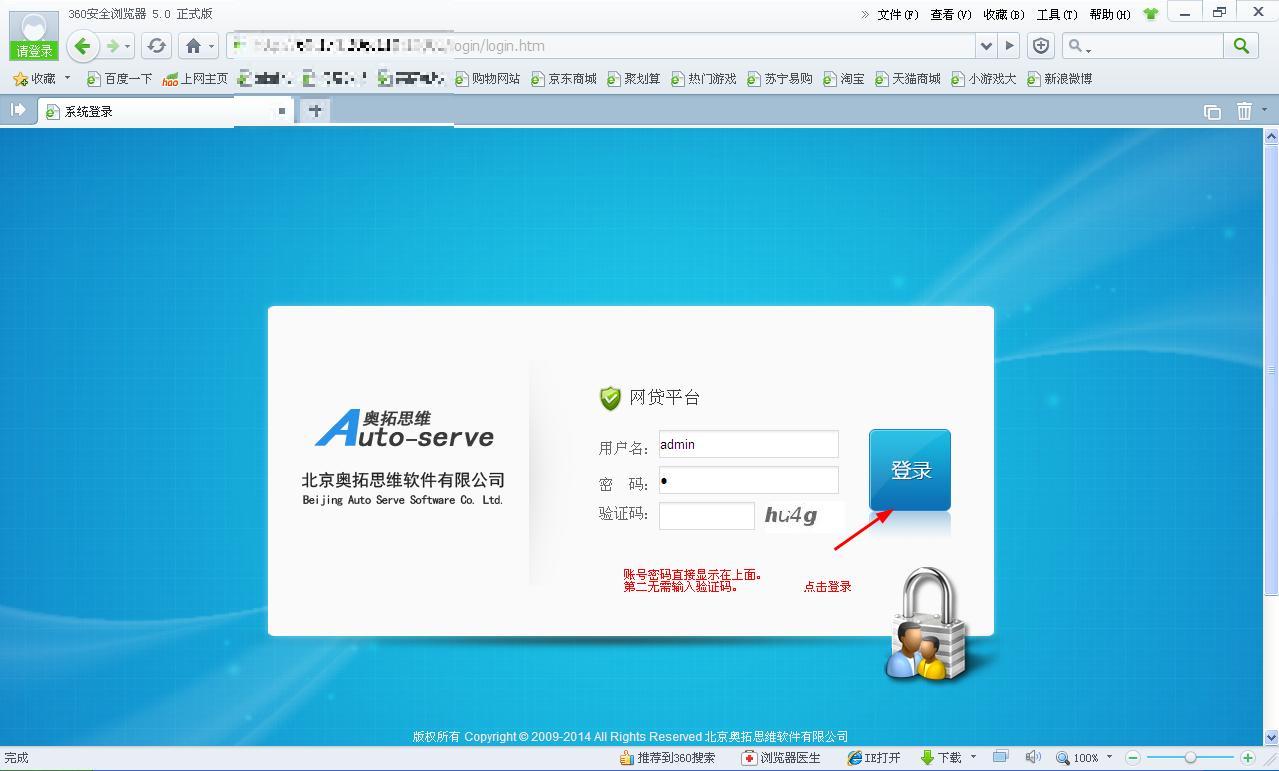 360安全浏览器 5.0 正式版
» 文件(F) 查看(V) 收藏(B) 工具(T) 帮助(H)
请登录
login/login.htm
收藏 百度一下 上网主页 购物网站 京东商城 聚划算 热门游戏 苏宁易购 淘宝 天猫商城 小游戏大 新浪微博
系统登录
网贷平台
奥拓思维
Auto-serve
用户名: admin
登录
北京奥拓思维软件有限公司
密 码: ●
Beijing Auto Serve Software Co. Ltd.
验证码: hu4g
账号密码直接显示在上面。
第二无需输入验证码。 点击登录
版权所有 Copyright © 2009-2014 All Rights Reserved 北京奥拓思维软件有限公司
完成 推荐到360搜索 浏览器医生 IE打开 下载 100%